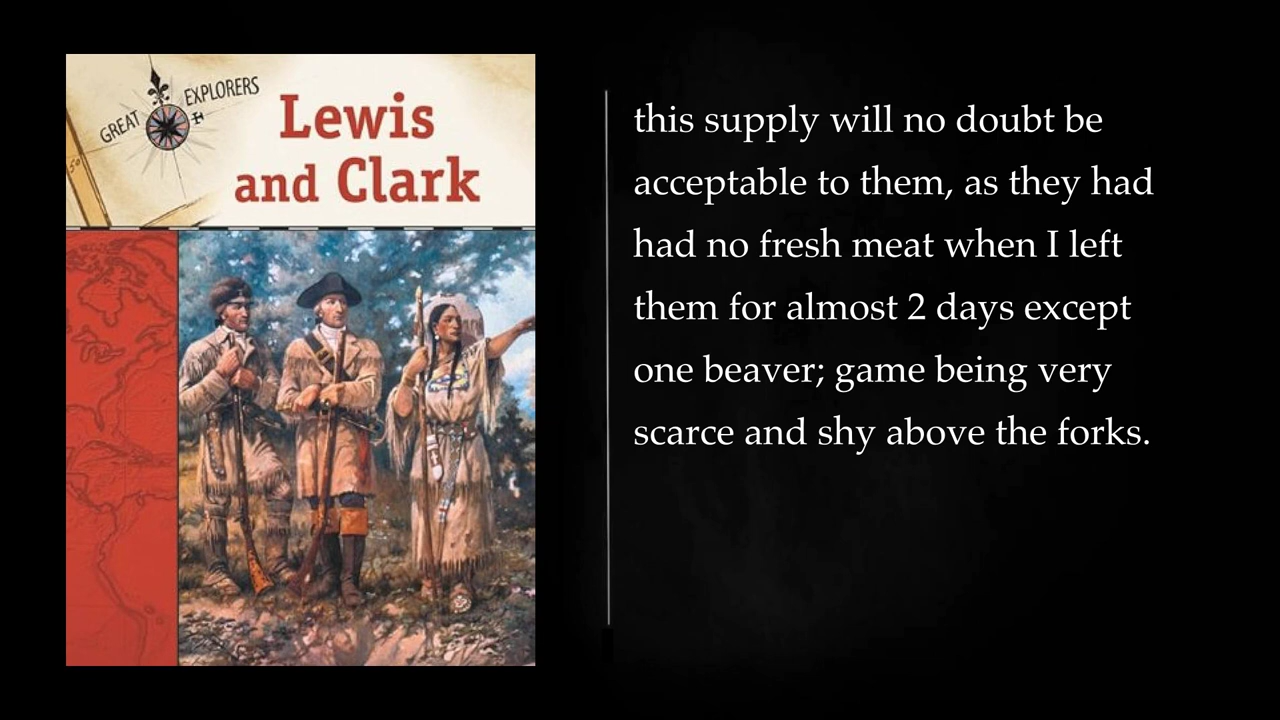 GREAT EXPLORERS
Lewis
and Clark
50
this supply will no doubt be
acceptable to them, as they had
had no fresh meat when I left
them for almost 2 days except
one beaver; game being very
scarce and shy above the forks.